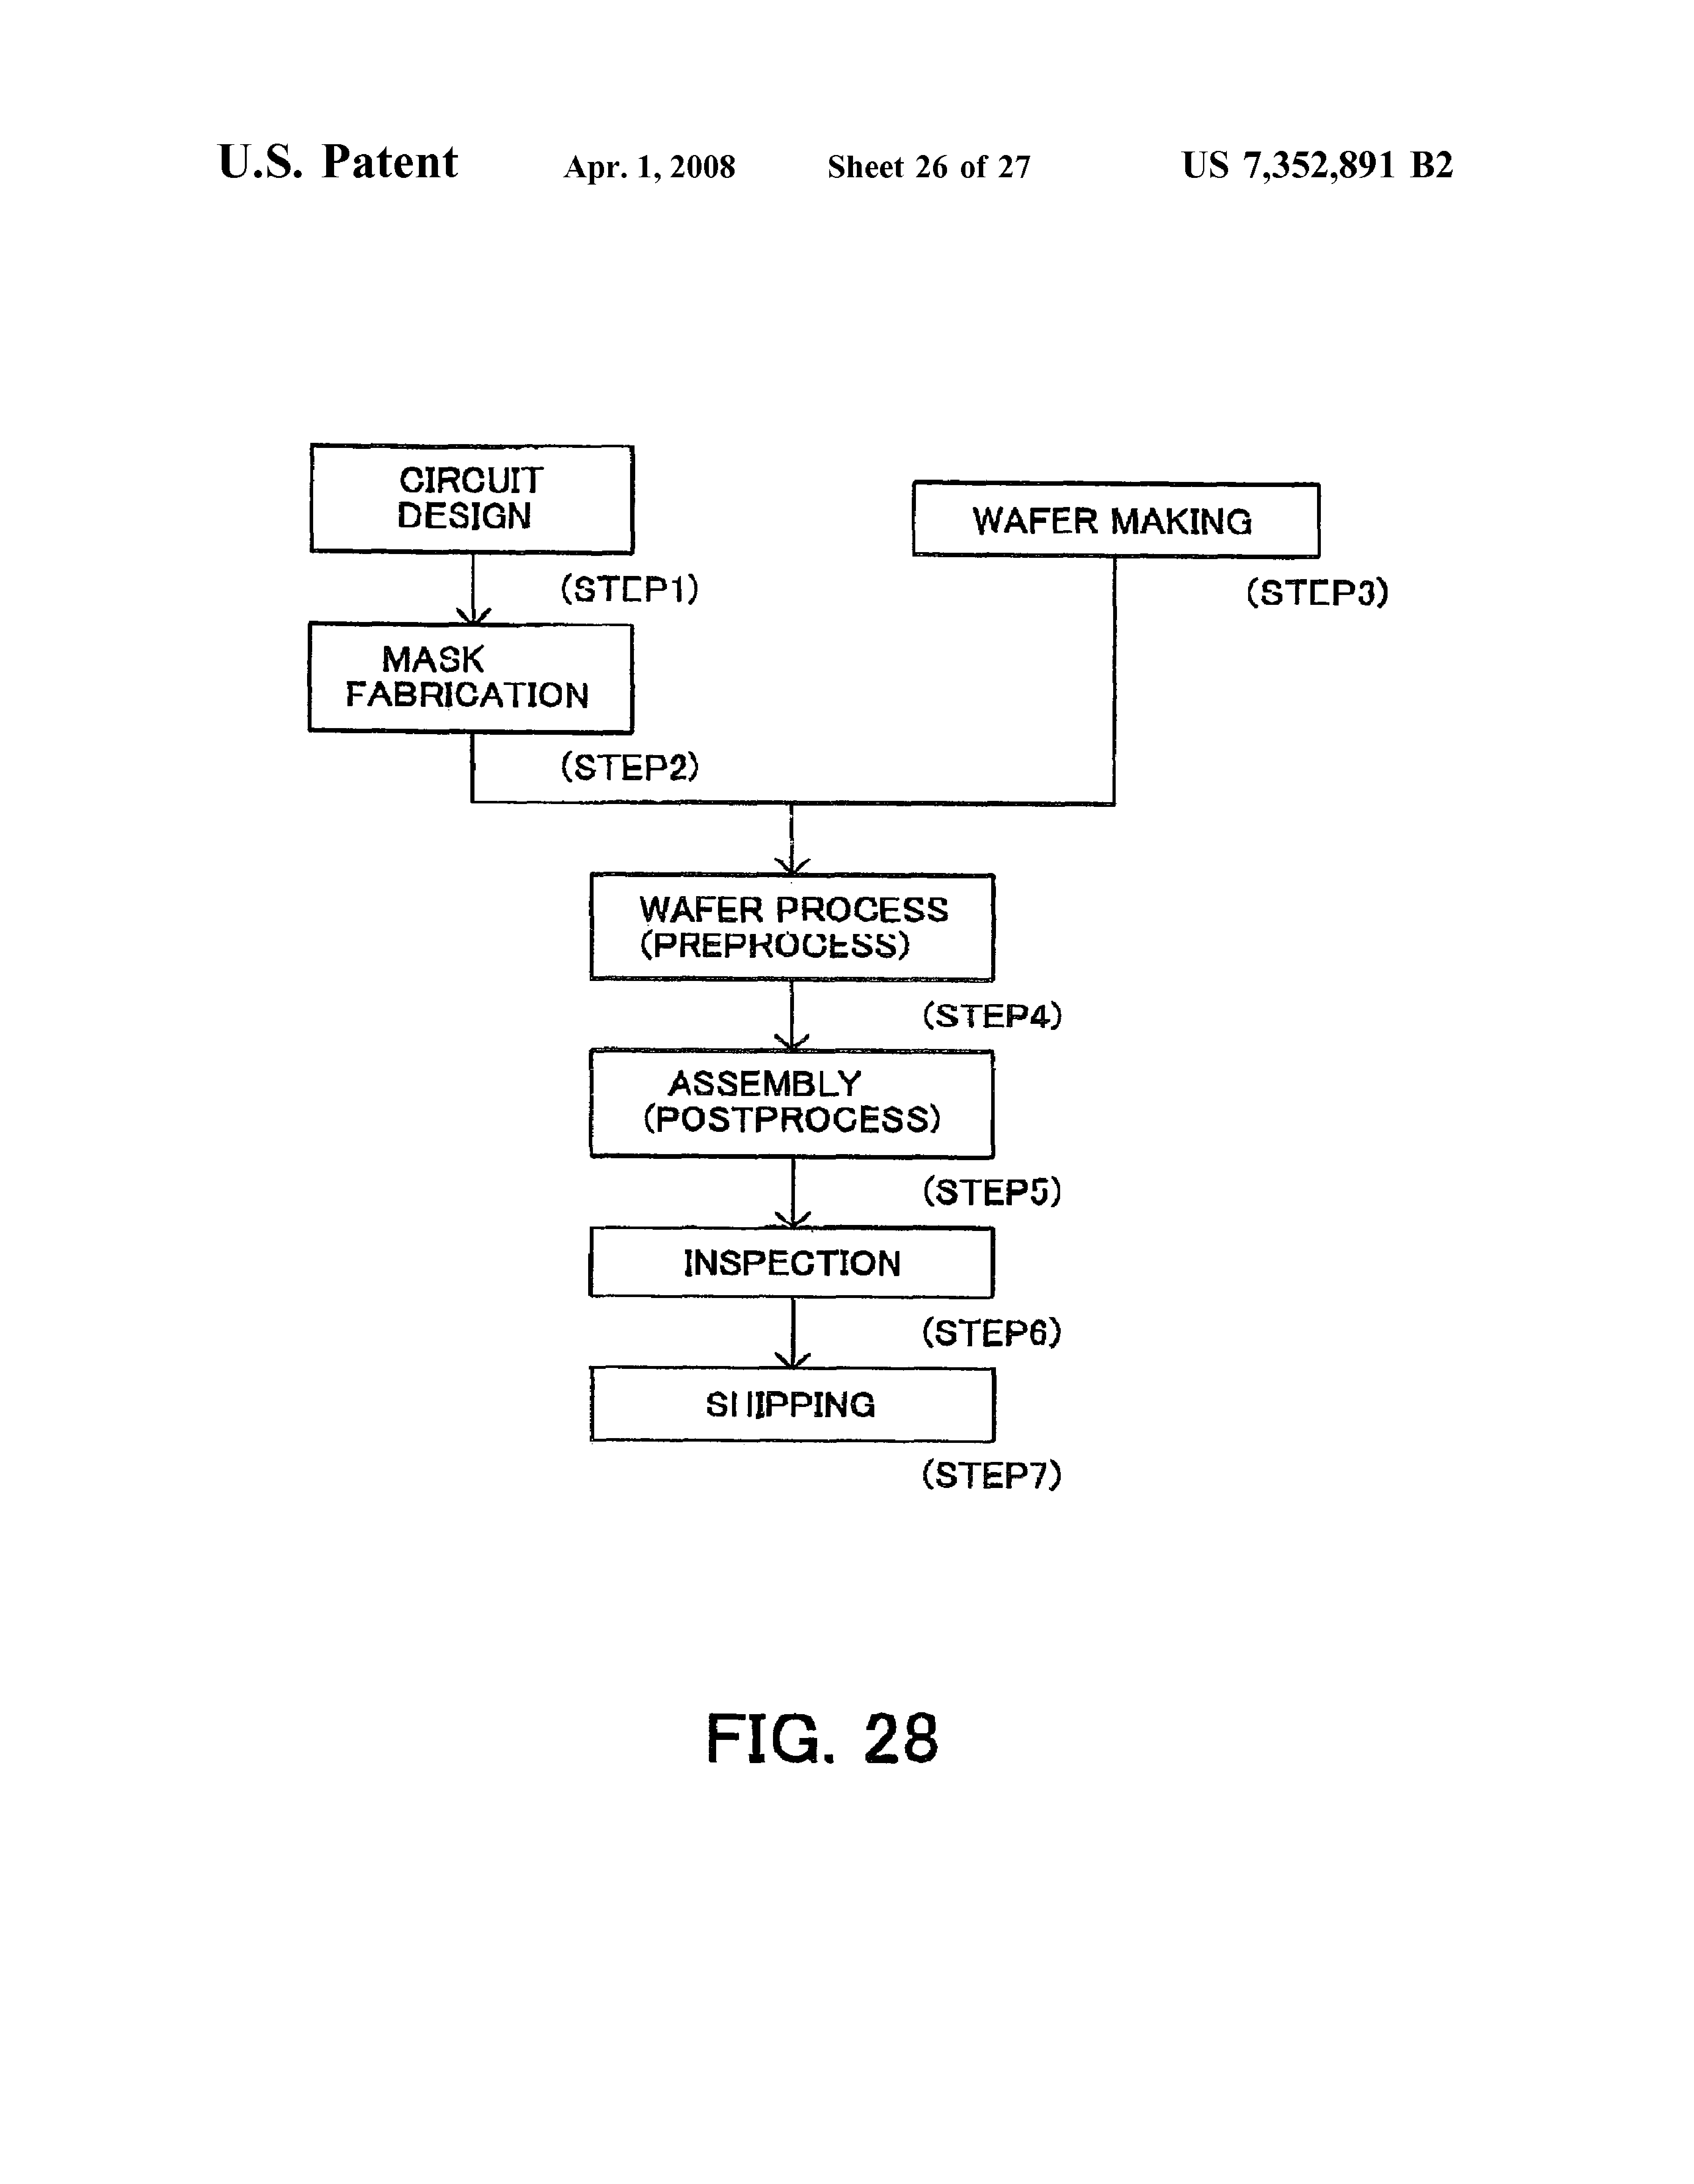 U.S. Patent Apr. 1, 2008 Sheet 26 of 27 US 7,352,891 B2
CIRCUIT
DESIGN
(STEP1)
MASK
FABRICATION
(STEP2)
WAFER MAKING
(STEP3)
WAFER PROCESS
(PREPROCESS)
(STEP4)
ASSEMBLY
(POSTPROCESS)
(STEP5)
INSPECTION
(STEP6)
SHIPPING
(STEP7)
FIG. 28